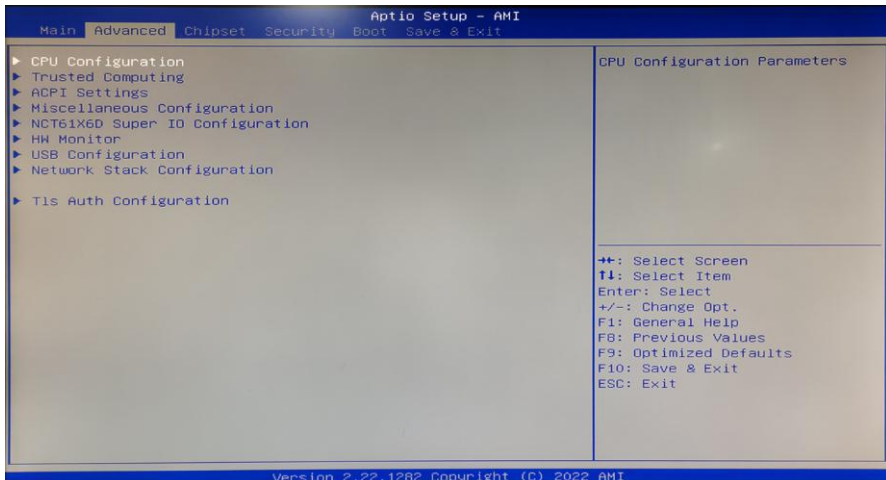 Aptio Setup – AMI
Main Advanced Chipset Security Boot Save & Exit
▶ CPU Configuration
▶ Trusted Computing
▶ ACPI Settings
▶ Miscellaneous Configuration
▶ NCT61X6D Super IO Configuration
▶ HW Monitor
▶ USB Configuration
▶ Network Stack Configuration
▶ Tls Auth Configuration
CPU Configuration Parameters
→←: Select Screen
↑↓: Select Item
Enter: Select
+/-: Change Opt.
F1: General Help
F8: Previous Values
F9: Optimized Defaults
F10: Save & Exit
ESC: Exit
Version 2.22.1282 Copyright (C) 2022 AMI